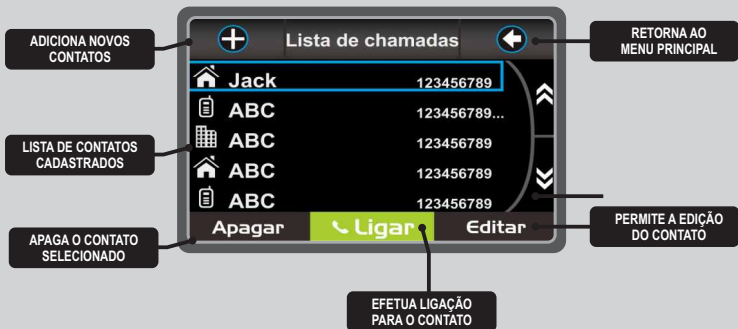 ADICIONA NOVOS
CONTATOS
Lista de chamadas
RETORNA AO
MENU PRINCIPAL
Jack 123456789
ABC 123456789...
LISTA DE CONTATOS
CADASTRADOS
ABC 123456789
ABC 123456789
ABC 123456789
Apagar Ligar Editar
APAGA O CONTATO
SELECIONADO
PERMITE A EDIÇÃO
DO CONTATO
EFETUA LIGAÇÃO
PARA O CONTATO